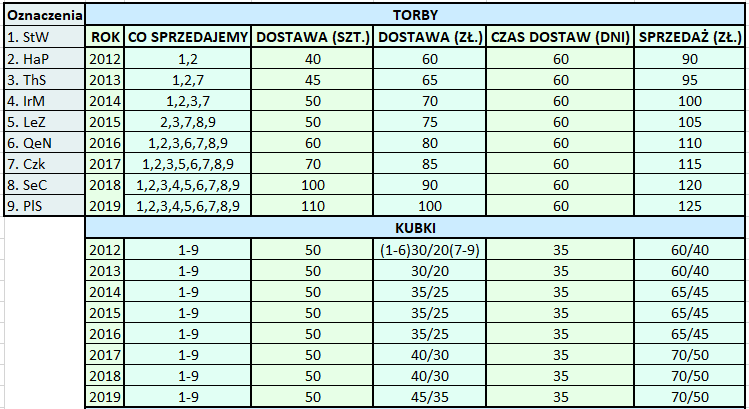 Oznaczenia TORBY
1. StW ROK CO SPRZEDAJEMY DOSTAWA (SZT.) DOSTAWA (ZŁ.) CZAS DOSTAW (DNI) SPRZEDAŻ (ZŁ.)
2. HaP 2012 1,2 40 60 60 90
3. ThS 2013 1,2,7 45 65 60 95
4. IrM 2014 1,2,3,7 50 70 60 100
5. LeZ 2015 2,3,7,8,9 50 75 60 105
6. QeN 2016 1,2,3,6,7,8,9 60 80 60 110
7. Czk 2017 1,2,3,5,6,7,8,9 70 85 60 115
8. SeC 2018 1,2,3,4,5,6,7,8,9 100 90 60 120
9. PlS 2019 1,2,3,4,5,6,7,8,9 110 100 60 125
KUBKI
2012 1-9 50 (1-6)30/20(7-9) 35 60/40
2013 1-9 50 30/20 35 60/40
2014 1-9 50 35/25 35 65/45
2015 1-9 50 35/25 35 65/45
2016 1-9 50 35/25 35 65/45
2017 1-9 50 40/30 35 70/50
2018 1-9 50 40/30 35 70/50
2019 1-9 50 45/35 35 70/50